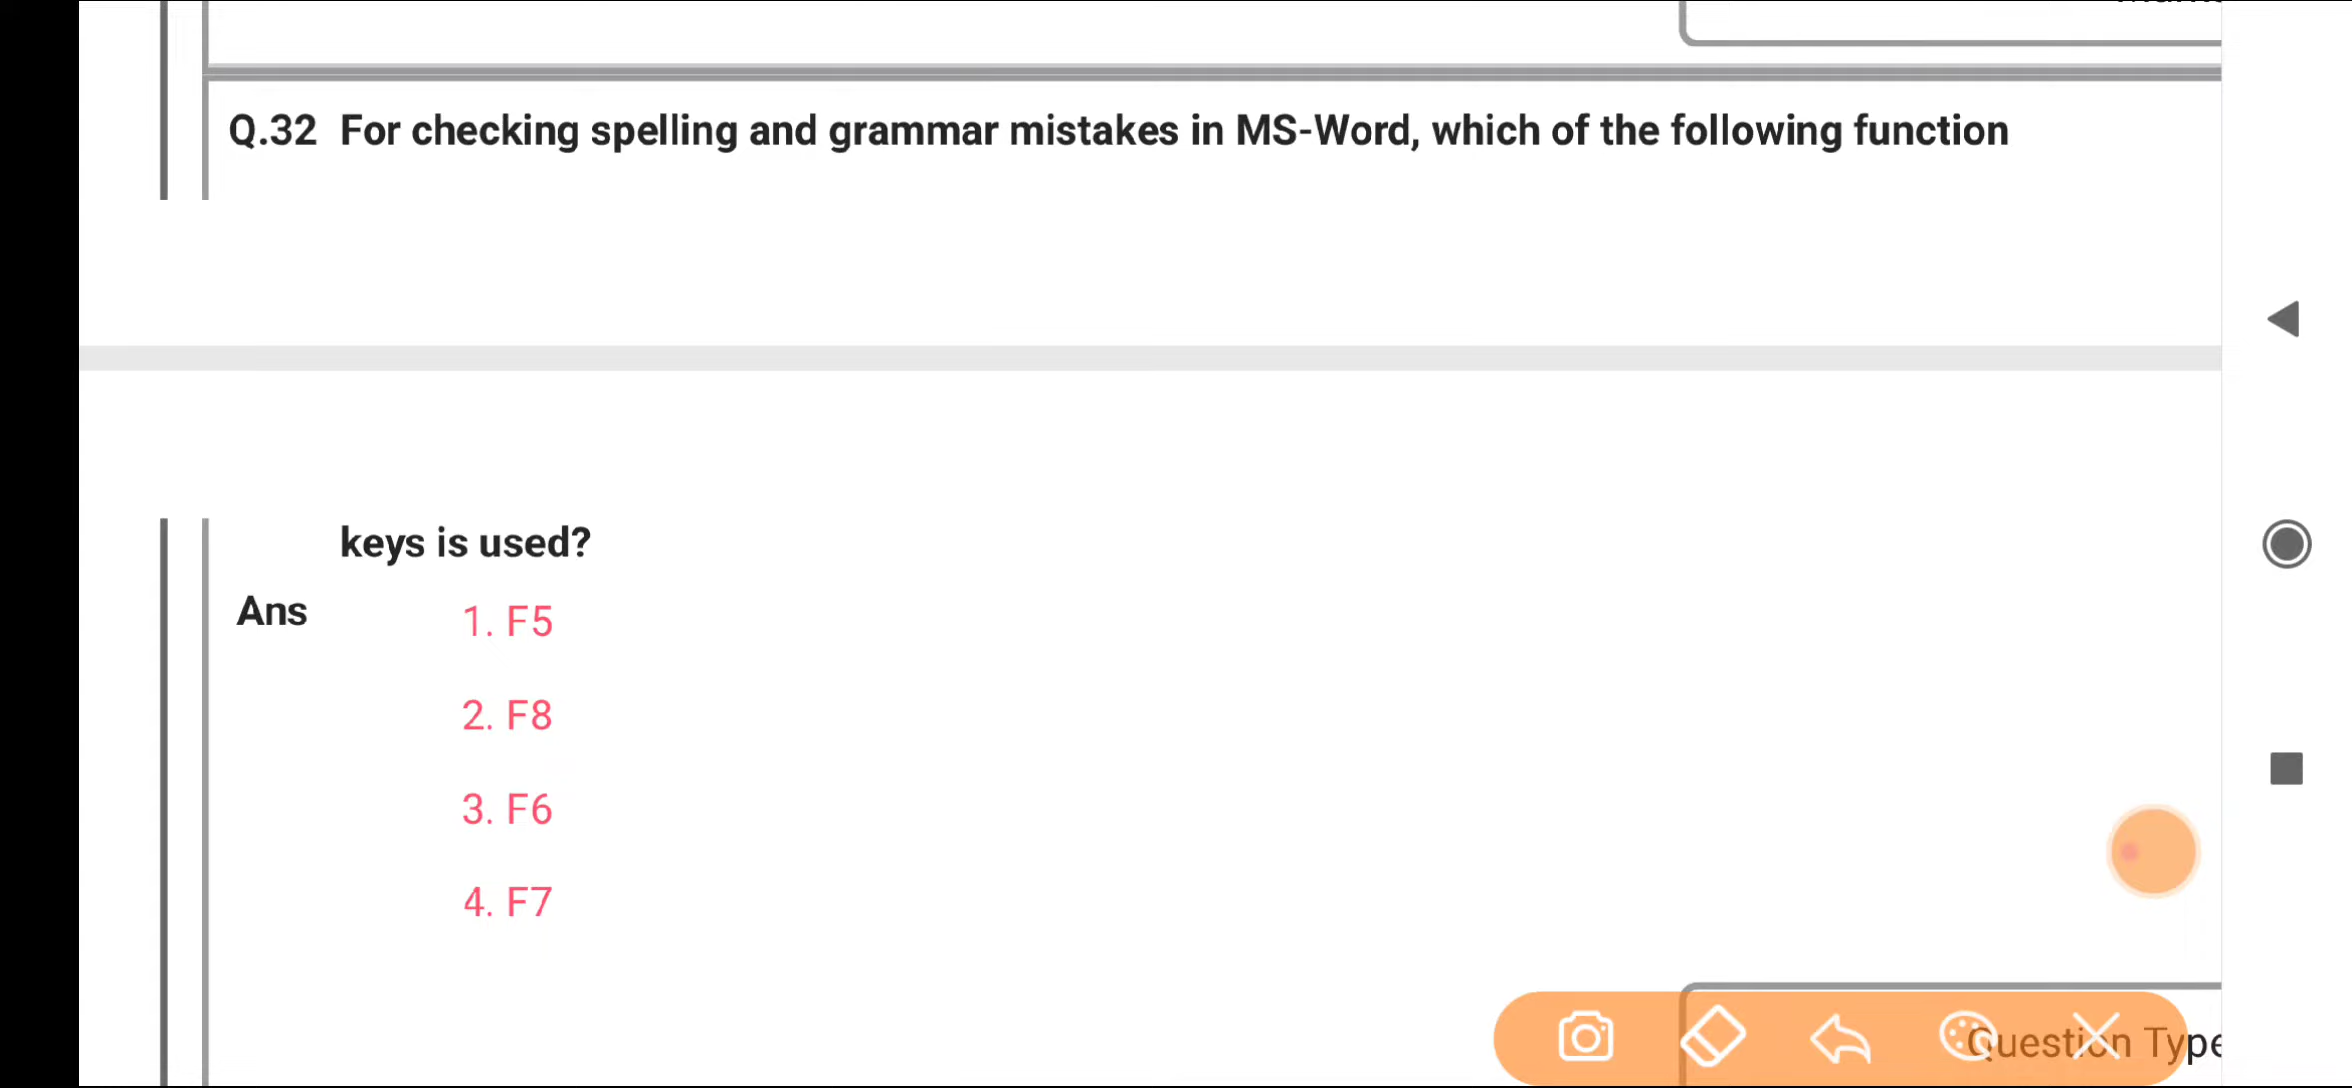 Q.32 For checking spelling and grammar mistakes in MS-Word, which of the following function
keys is used?
Ans
1. F5
2. F8
3. F6
4. F7
Question Type